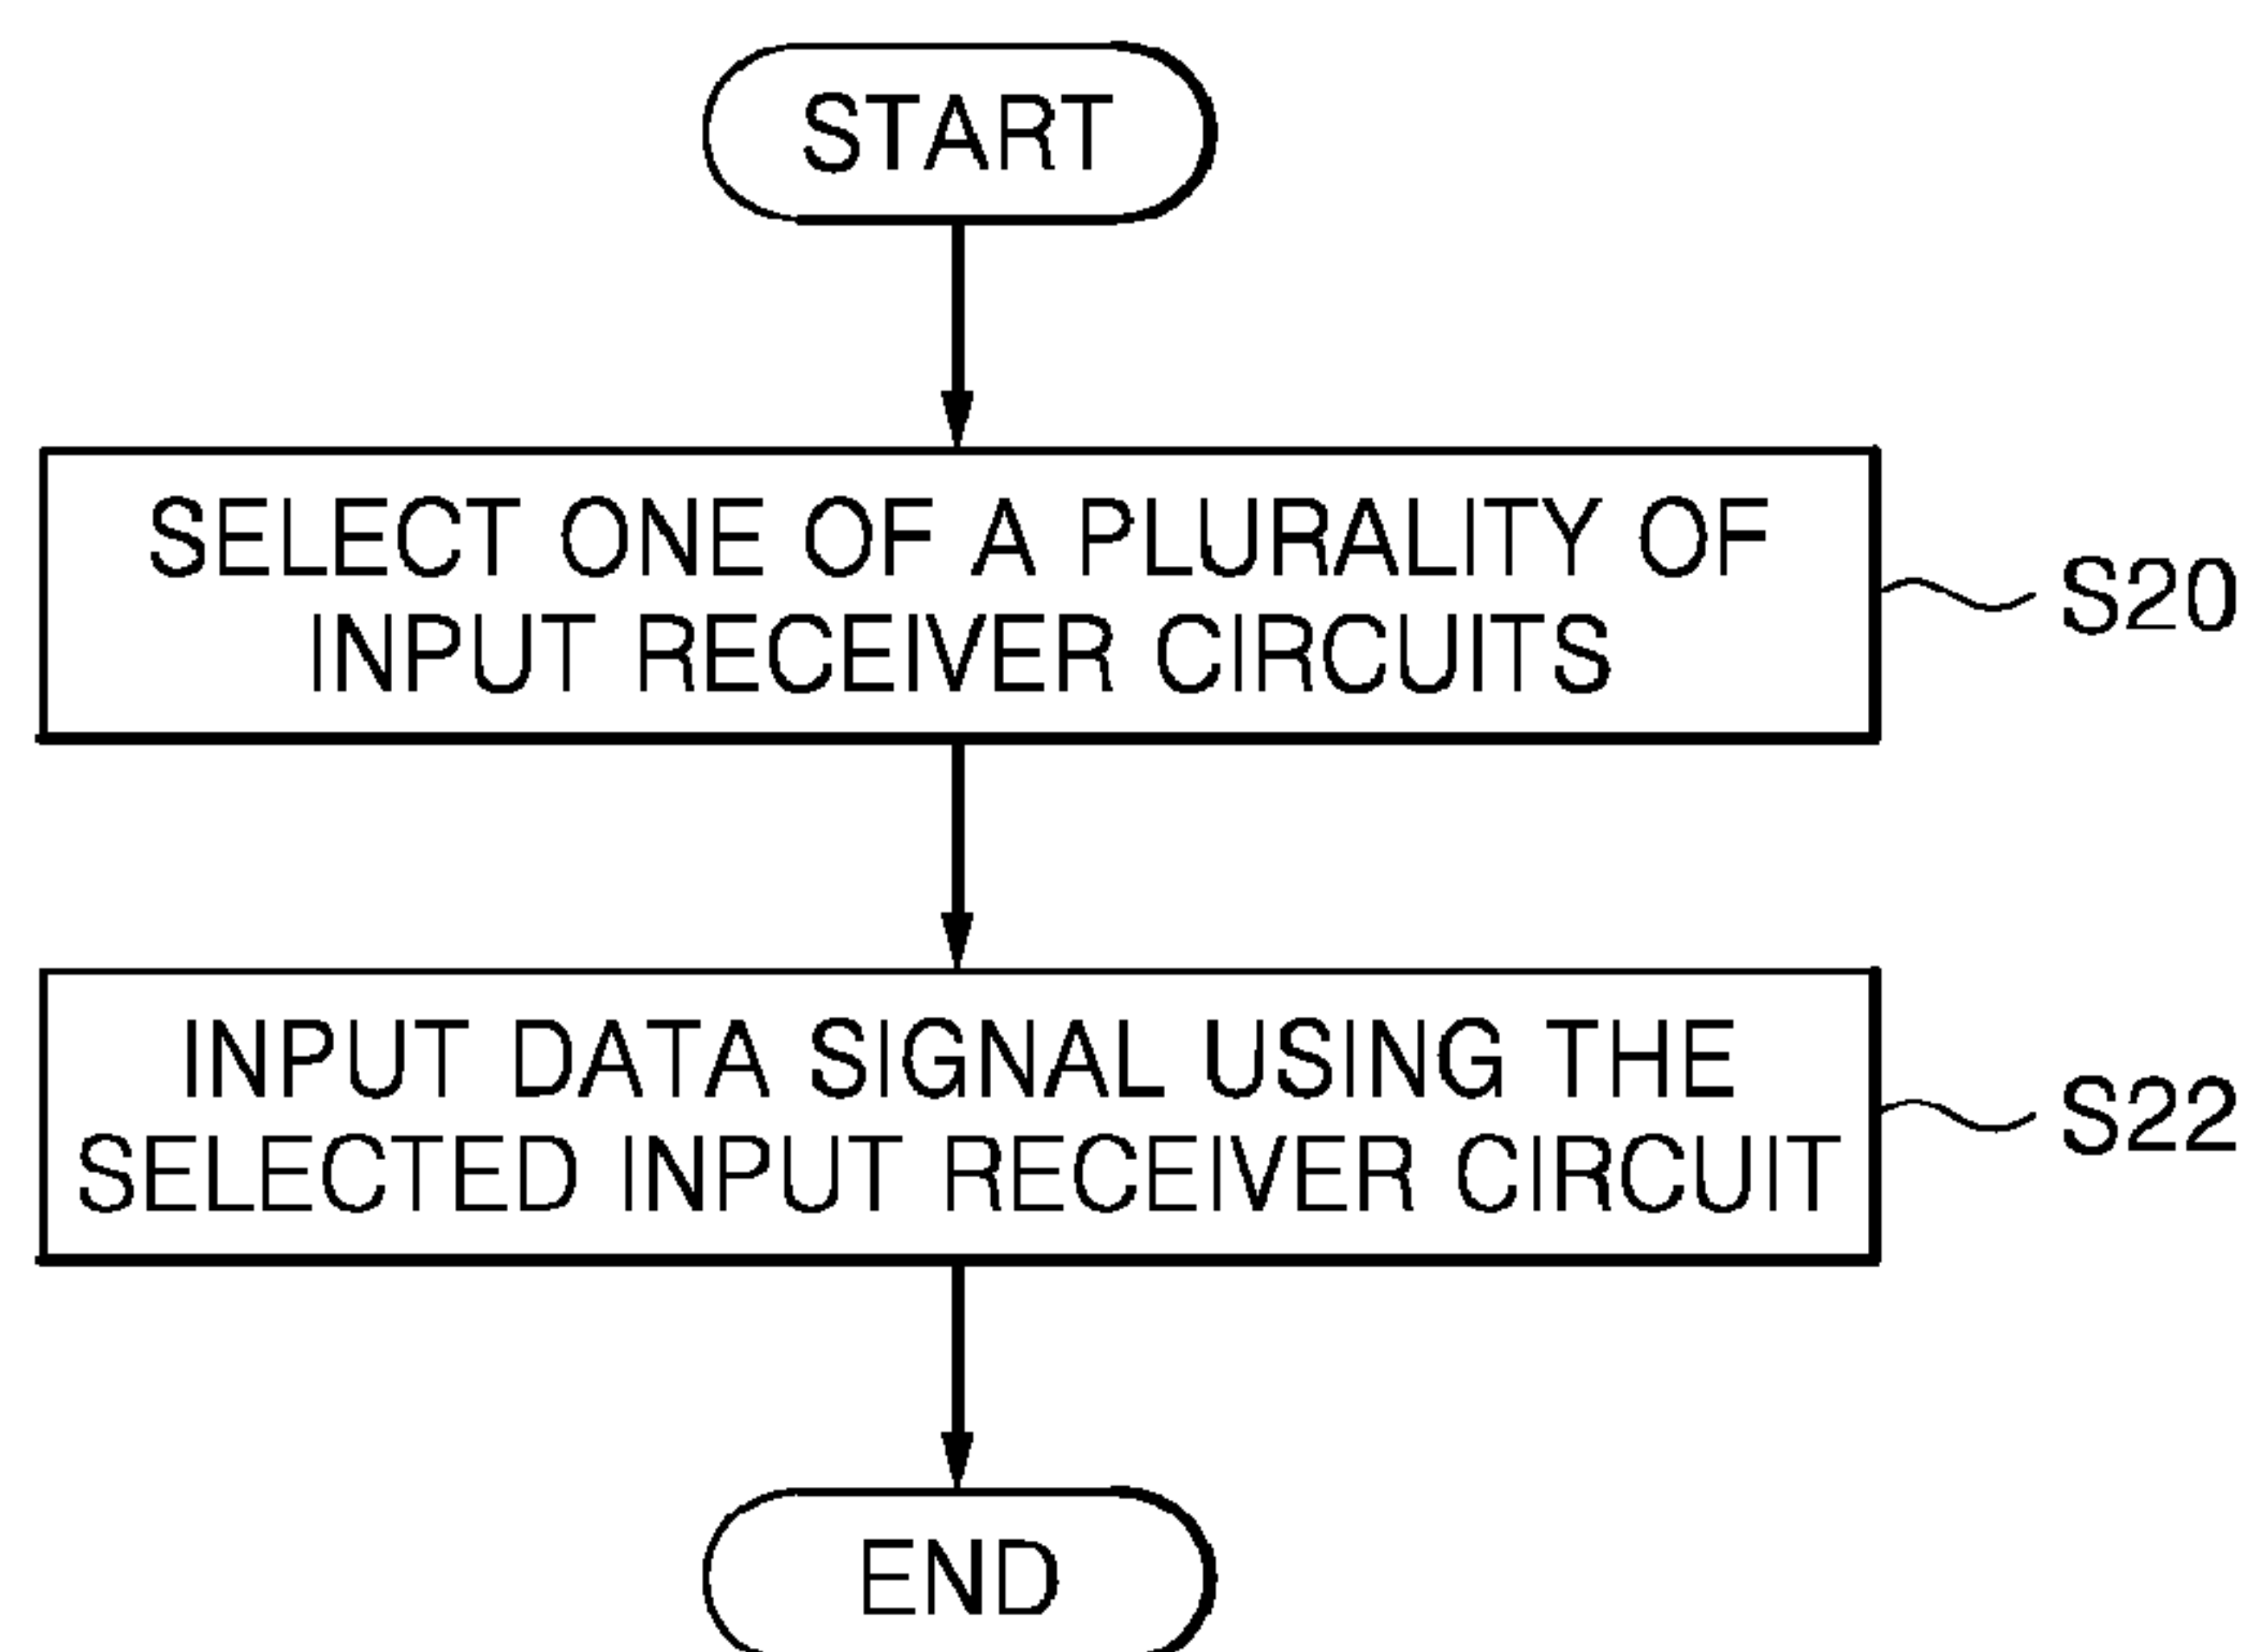 START
SELECT ONE OF A PLURALITY OF
INPUT RECEIVER CIRCUITS
S20
INPUT DATA SIGNAL USING THE
SELECTED INPUT RECEIVER CIRCUIT
S22
END